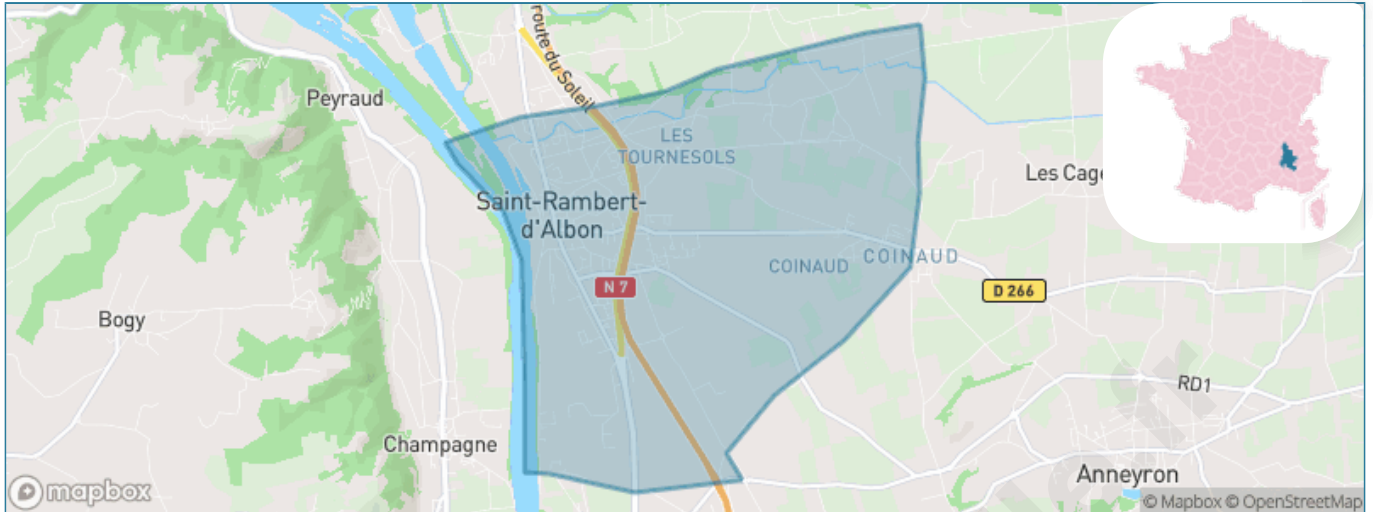 route du Soleil
Peyraud
LES
TOURNESOLS
Les Cage
Saint-Rambert-
d'Albon
COINAUD
COINAUD
N 7
D 266
Bogy
RD1
Champagne
Anneyron
mapbox
© Mapbox © OpenStreetMap